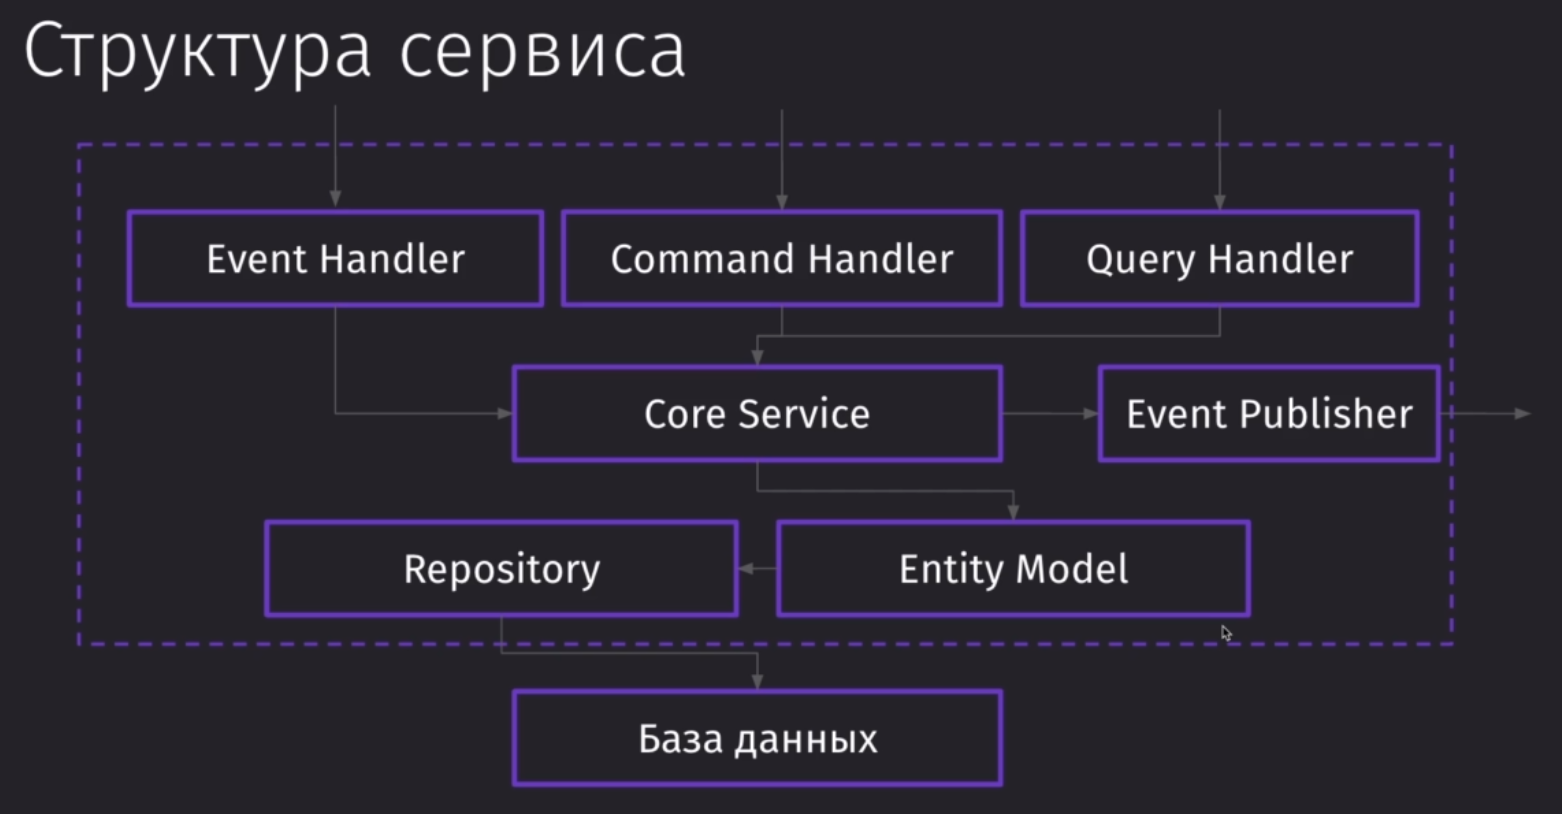 Структура сервиса
Event Handler
Command Handler
Query Handler
Core Service
Event Publisher
Repository
Entity Model
База данных